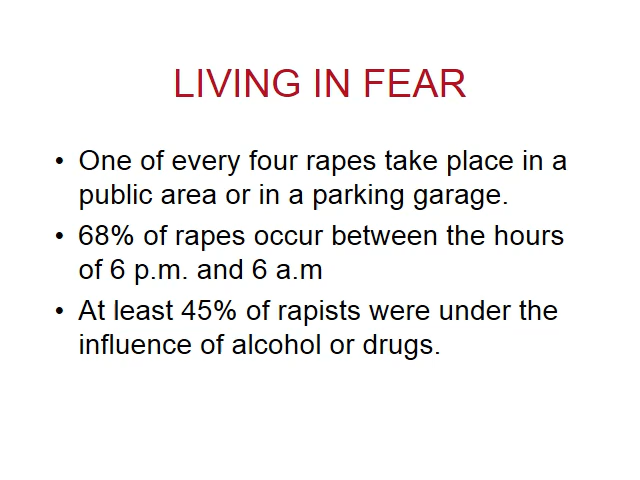 LIVING IN FEAR
• One of every four rapes take place in a
public area or in a parking garage.
• 68% of rapes occur between the hours
of 6 p.m. and 6 a.m
• At least 45% of rapists were under the
influence of alcohol or drugs.